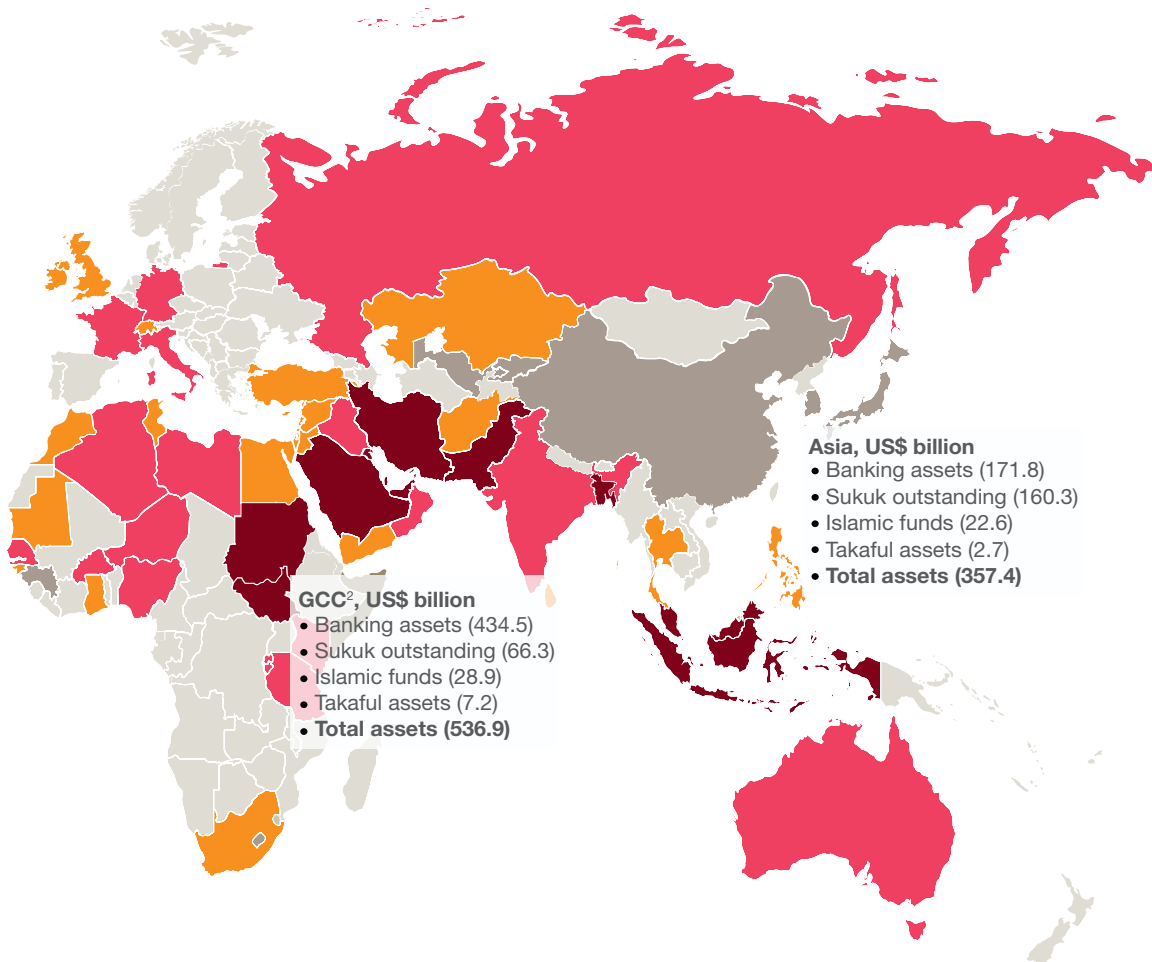 Asia, US$ billion
• Banking assets (171.8)
• Sukuk outstanding (160.3)
• Islamic funds (22.6)
• Takaful assets (2.7)
• Total assets (357.4)
GCC², US$ billion
• Banking assets (434.5)
• Sukuk outstanding (66.3)
• Islamic funds (28.9)
• Takaful assets (7.2)
• Total assets (536.9)